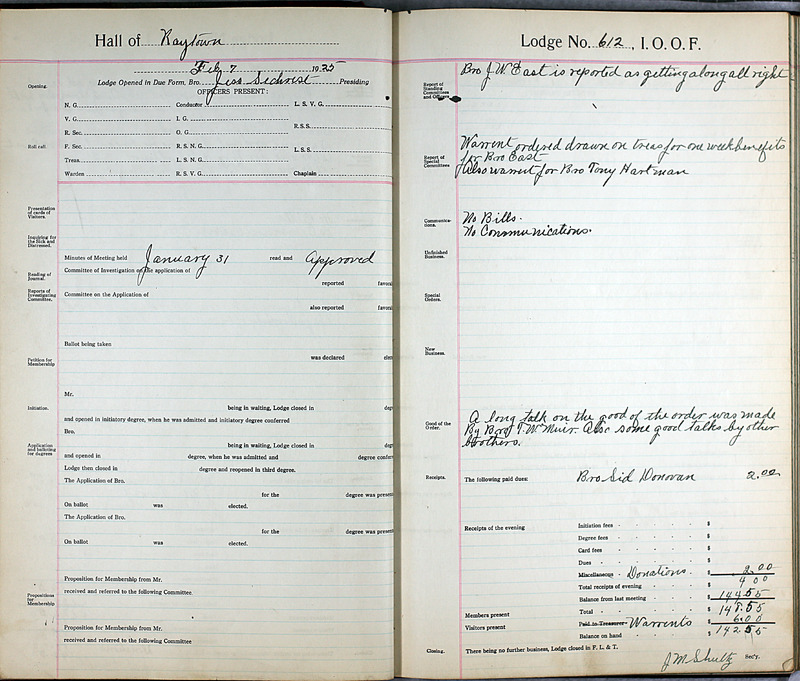 Hall of Raytown
Feb 7 1925
Lodge Opened in Due Form, Bro. Jess Sechrist Presiding
Opening.
OFFICERS PRESENT:
N. G. Conductor L. S. V. G.
V. G. I. G.
R. S. S.
R. Sec. O. G.
Roll call.
F. Sec. R. S. N. G.
L. S. S.
Treas. L. S. N. G.
Warden R. S. V. G. Chaplain
Presentation
of cards of
Visitors.
Inquiring for
the Sick and
Distressed.
Minutes of Meeting held January 31 read and Approved
Reading of
Journal.
Committee of Investigation on the application of
reported favora
Reports of
Investigating
Committee.
Committee on the Application of
also reported favora
Ballot being taken
was declared elec
Petition for
Membership
Mr.
Initiation.
being in waiting, Lodge closed in deg
and opened in initiatory degree, when he was admitted and initiatory degree conferred
Bro.
Application
and balloting
for degrees
being in waiting, Lodge closed in deg
and opened in degree, when he was admitted and degree confer
Lodge then closed in degree and reopened in third degree.
The Application of Bro.
for the degree was present
On ballot was elected.
The Application of Bro.
for the degree was present
On ballot was elected.
Proposition for Membership from Mr.
received and referred to the following Committee
Propositions
for
Membership
Proposition for Membership from Mr.
received and referred to the following Committee
Lodge No. 612, I. O. O. F.
Report of
Standing
Committees
and Officers
Bro J. W. East is reported as getting along all right
Report of
Special
Committees
Warrent ordered drawn on treas for one week benefits
for Bro East
Also warrent for Bro Tony Hartman
Communica-
tions.
No Bills.
No Communications.
Unfinished
Business.
Special
Orders.
New
Business.
Good of the
Order.
A long talk on the good of the order was made
By Bro T. W. Muir. Also some good talks by other
brothers.
Receipts.
The following paid dues: Bro Sid Donovan 2.00
Receipts of the evening Initiation fees $
Degree fees $
Card fees $
Dues $
Miscellaneous Donations. $ 2.00
Total receipts of evening $ 4 00
Balance from last meeting $ 144 55
Members present Total $ 148.55
Visitors present Paid to Treasurer Warrents $ 6.00
Balance on hand $ 142 55
Closing.
There being no further business, Lodge closed in F. L. & T.
J M Shultz Sec'y.